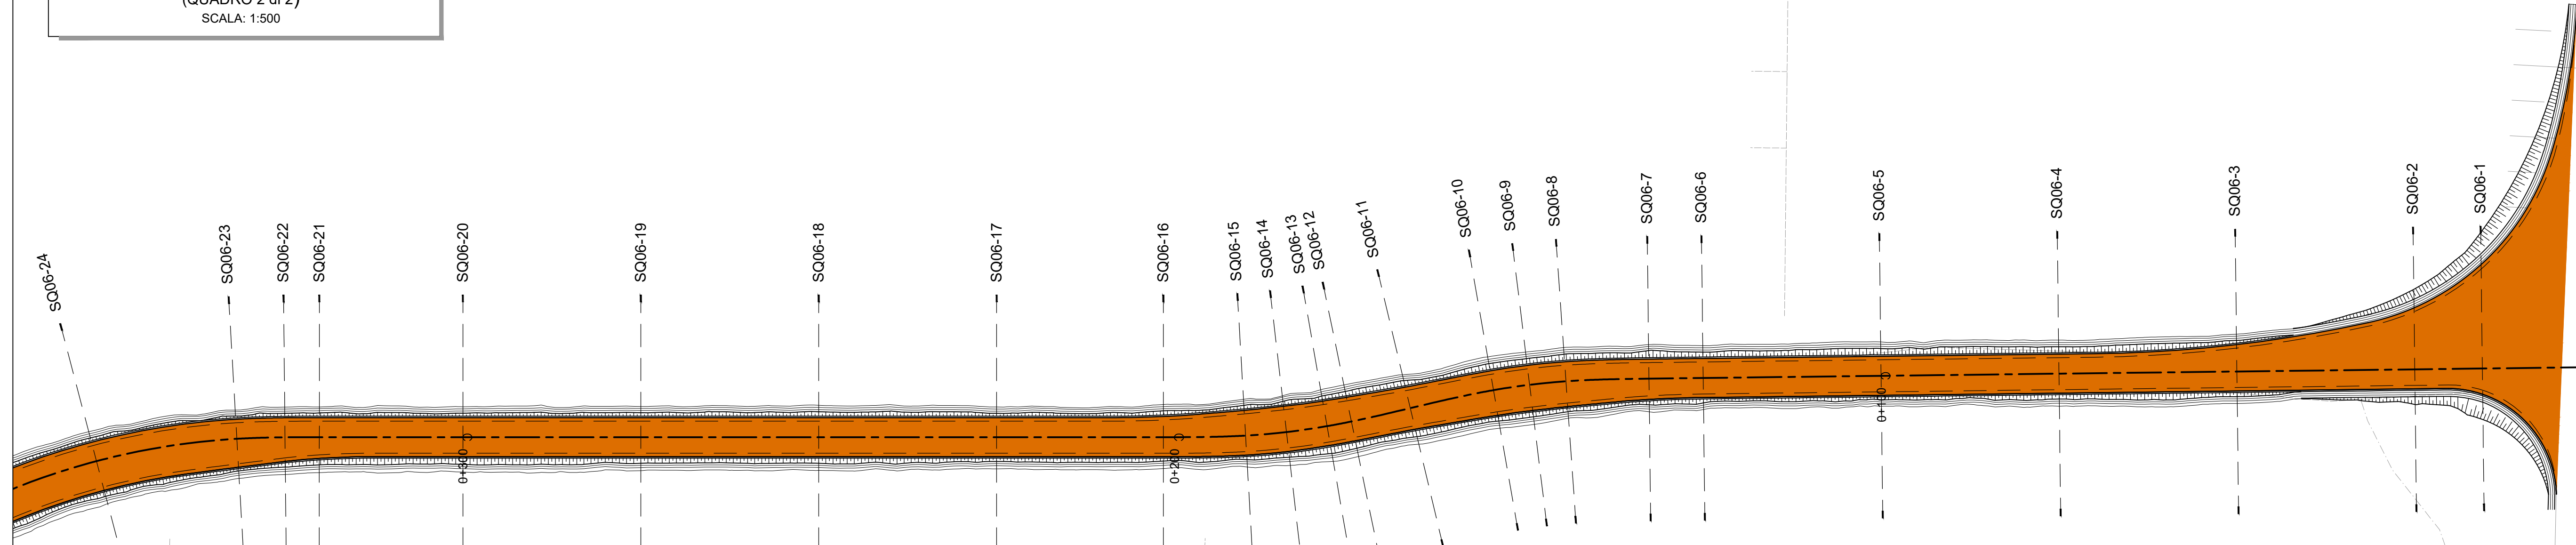 (QUADRO 2 di 2)
SCALA: 1:500
SQ06-24
SQ06-23
SQ06-22
SQ06-21
SQ06-20
SQ06-19
SQ06-18
SQ06-17
SQ06-16
SQ06-15
SQ06-14
SQ06-13
SQ06-12
SQ06-11
SQ06-10
SQ06-9
SQ06-8
SQ06-7
SQ06-6
SQ06-5
SQ06-4
SQ06-3
SQ06-2
SQ06-1
0+300
0+200
0+100